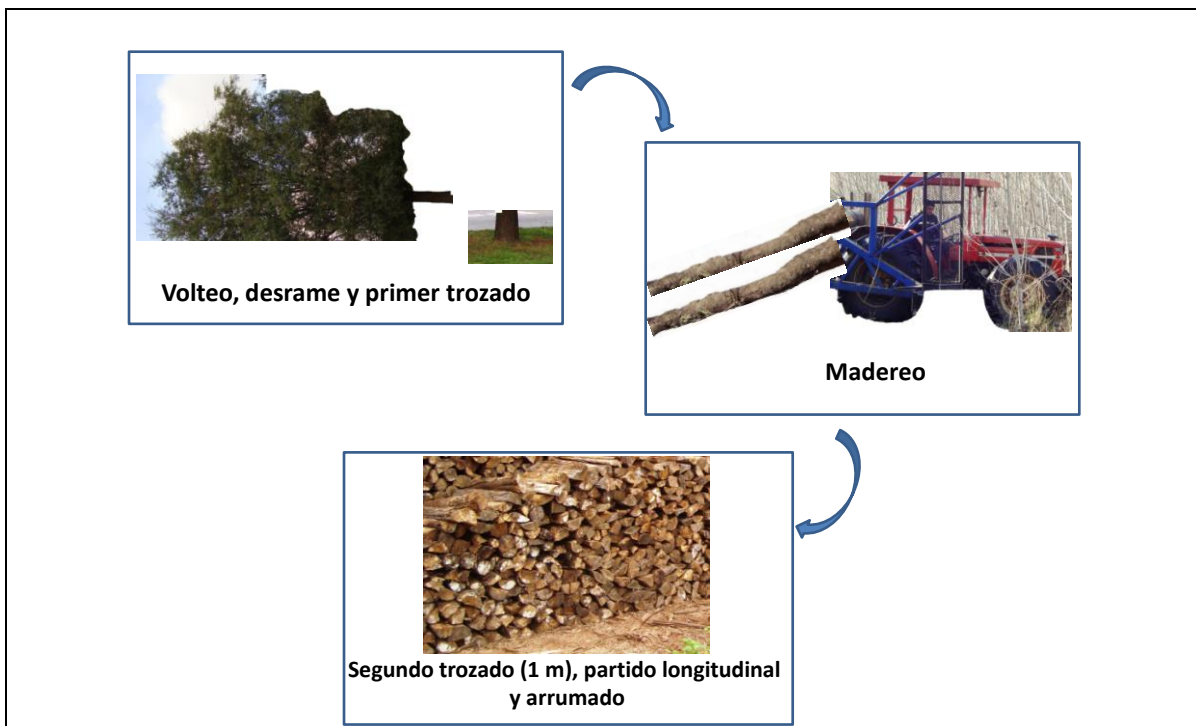 Volteo, desrame y primer trozado
Madereo
Segundo trozado (1 m), partido longitudinal
y arrumado